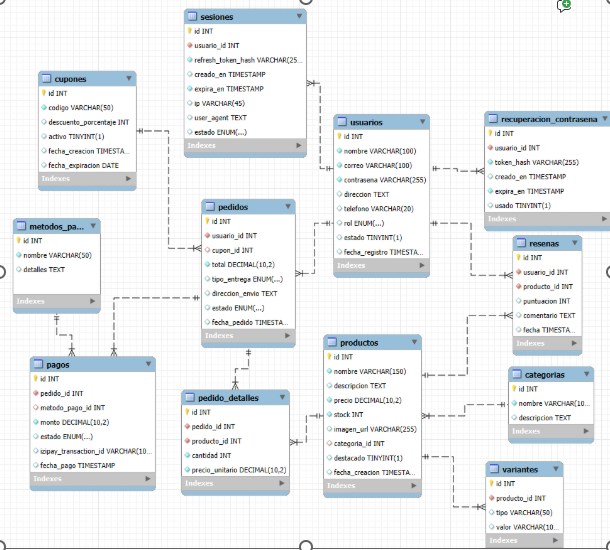 sesiones
id INT
usuario_id INT
refresh_token_hash VARCHAR(25...
creado_en TIMESTAMP
expira_en TIMESTAMP
ip VARCHAR(45)
user_agent TEXT
estado ENUM(...)
Indexes
cupones
id INT
codigo VARCHAR(50)
descuento_porcentaje INT
activo TINYINT(1)
fecha_creacion TIMESTAMP
fecha_expiracion DATE
Indexes
usuarios
id INT
nombre VARCHAR(100)
correo VARCHAR(100)
contrasena VARCHAR(255)
direccion TEXT
telefono VARCHAR(20)
rol ENUM(...)
estado TINYINT(1)
fecha_registro TIMESTAMP
Indexes
recuperacion_contrasena
id INT
usuario_id INT
token_hash VARCHAR(255)
creado_en TIMESTAMP
expira_en TIMESTAMP
usado TINYINT(1)
Indexes
metodos_pa...
id INT
nombre VARCHAR(50)
detalles TEXT
Indexes
pedidos
id INT
usuario_id INT
cupon_id INT
total DECIMAL(10,2)
tipo_entrega ENUM(...)
direccion_envio TEXT
estado ENUM(...)
fecha_pedido TIMESTA...
Indexes
resenas
id INT
usuario_id INT
producto_id INT
puntuacion INT
comentario TEXT
fecha TIMESTAMP
Indexes
pagos
id INT
pedido_id INT
metodo_pago_id INT
monto DECIMAL(10,2)
estado ENUM(...)
izipay_transaction_id VARCHAR(10...
fecha_pago TIMESTAMP
Indexes
pedido_detalles
id INT
pedido_id INT
producto_id INT
cantidad INT
precio_unitario DECIMAL(10,2)
Indexes
productos
id INT
nombre VARCHAR(150)
descripcion TEXT
precio DECIMAL(10,2)
stock INT
imagen_url VARCHAR(255)
categoria_id INT
destacado TINYINT(1)
fecha_creacion TIMESTA...
Indexes
categorias
id INT
nombre VARCHAR(10...
descripcion TEXT
Indexes
variantes
id INT
producto_id INT
tipo VARCHAR(50)
valor VARCHAR(10...
Indexes